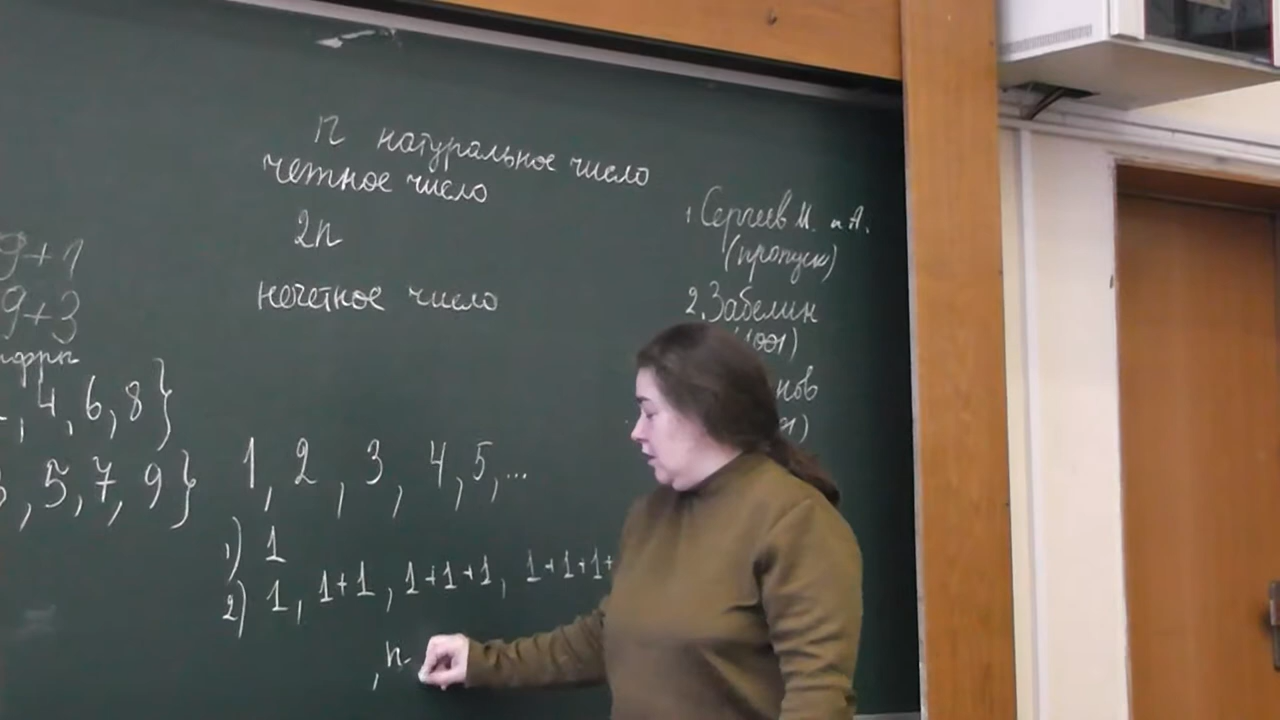 n натуральное число
четное число
2n
нечетное число
9+1
9+3
4, 6, 8}
5, 7, 9}
1, 2, 3, 4, 5, ...
1) 1
2) 1, 1+1, 1+1+1, 1+1+1+
, n-
1. Сергеев М. и А.
(пропуск)
2. Забелин
1001)
нов